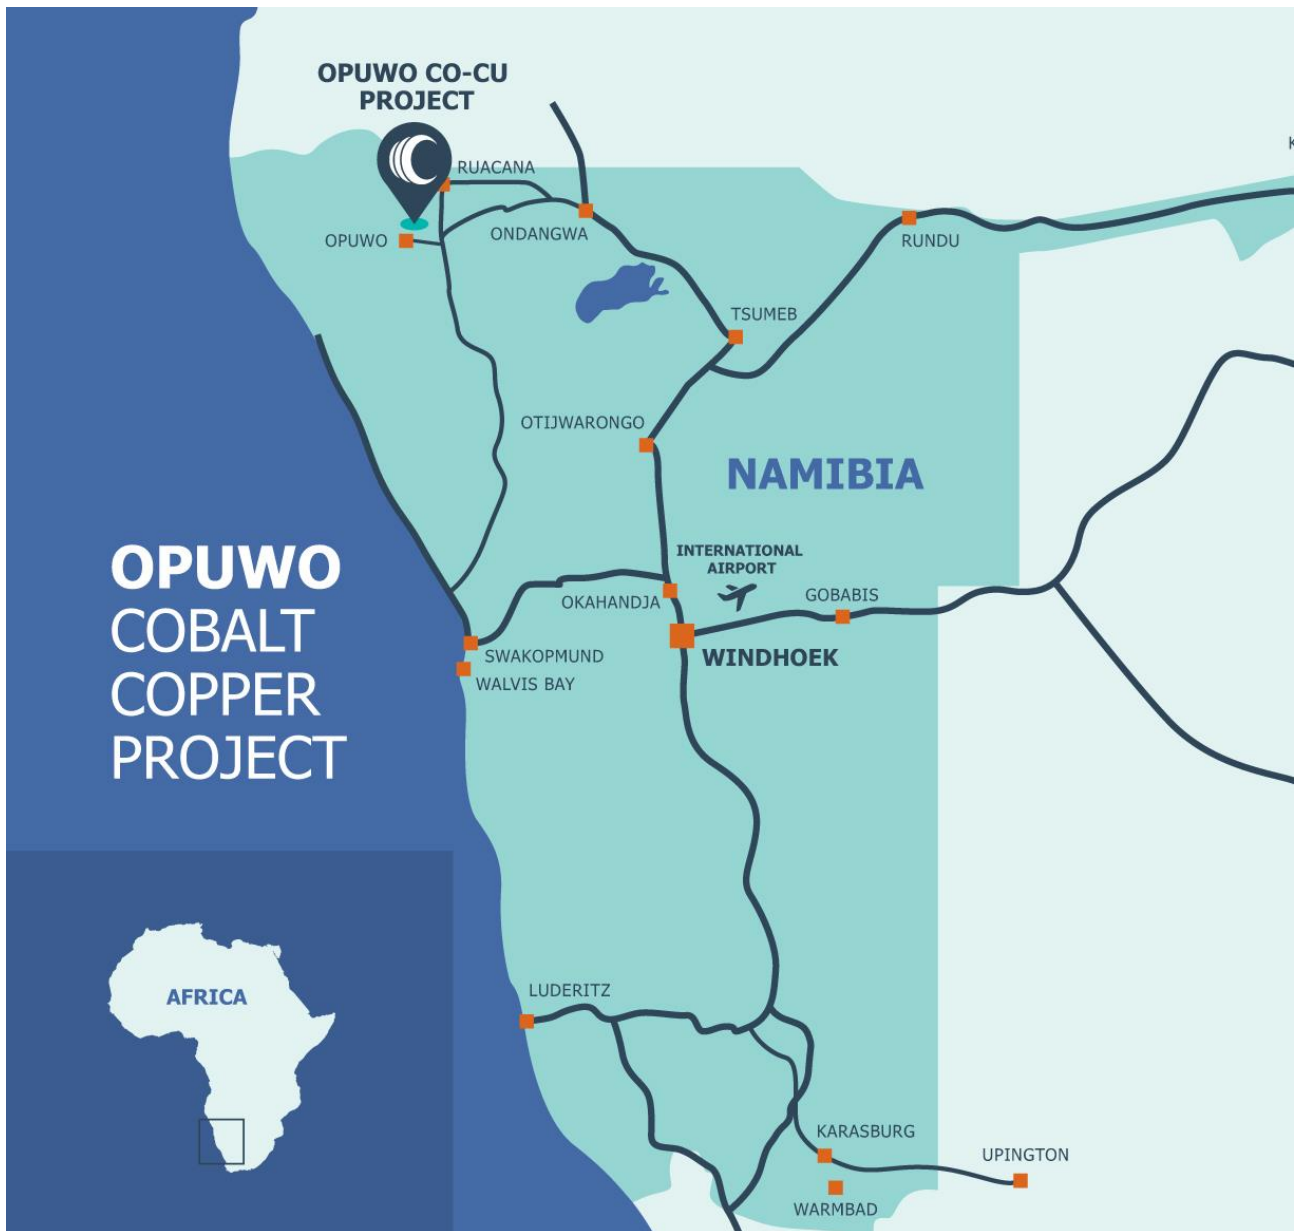 OPUWO CO-CU
PROJECT
RUACANA
OPUWO
ONDANGWA
RUNDU
K
TSUMEB
OTIJWARONGO
NAMIBIA
INTERNATIONAL
AIRPORT
OKAHANDJA
GOBABIS
SWAKOPMUND
WINDHOEK
WALVIS BAY
OPUWO
COBALT
COPPER
PROJECT
AFRICA
LUDERITZ
KARASBURG
UPINGTON
WARMBAD